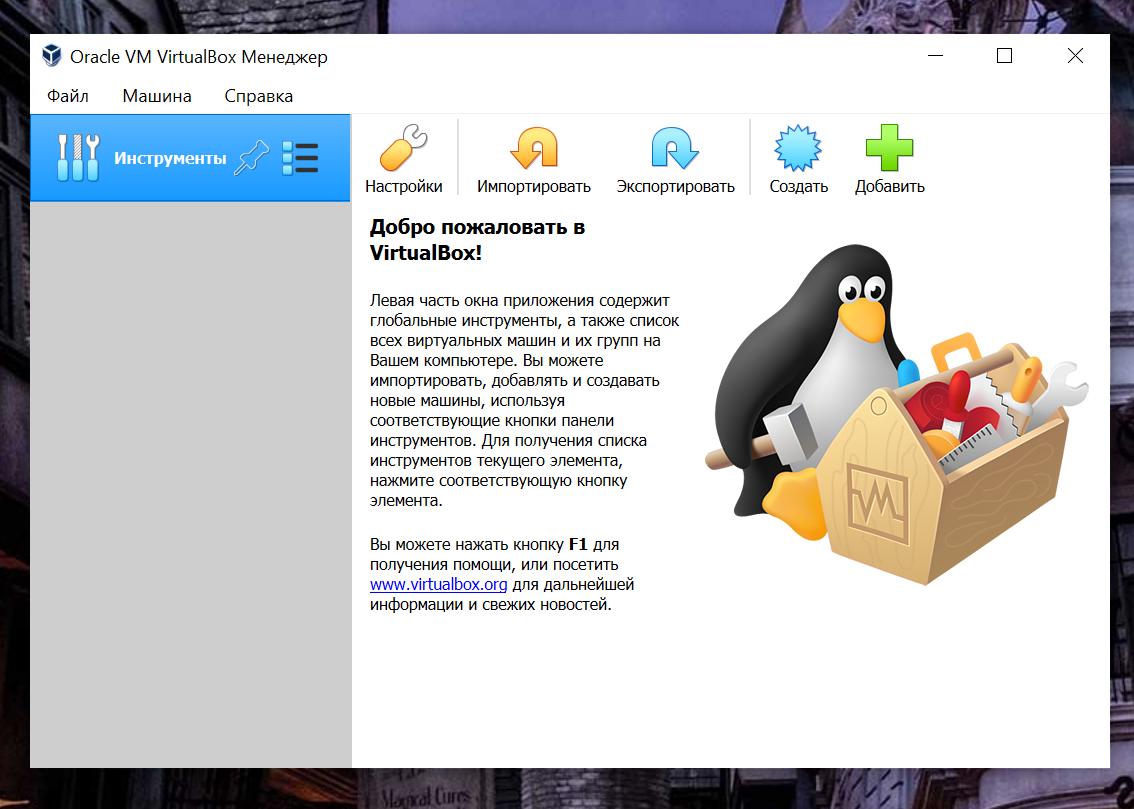 Oracle VM VirtualBox Менеджер
Файл Машина Справка
Инструменты
Настройки Импортировать Экспортировать Создать Добавить
Добро пожаловать в
VirtualBox!
Левая часть окна приложения содержит
глобальные инструменты, а также список
всех виртуальных машин и их групп на
Вашем компьютере. Вы можете
импортировать, добавлять и создавать
новые машины, используя
соответствующие кнопки панели
инструментов. Для получения списка
инструментов текущего элемента,
нажмите соответствующую кнопку
элемента.
Вы можете нажать кнопку F1 для
получения помощи, или посетить
www.virtualbox.org для дальнейшей
информации и свежих новостей.
Magical Cures